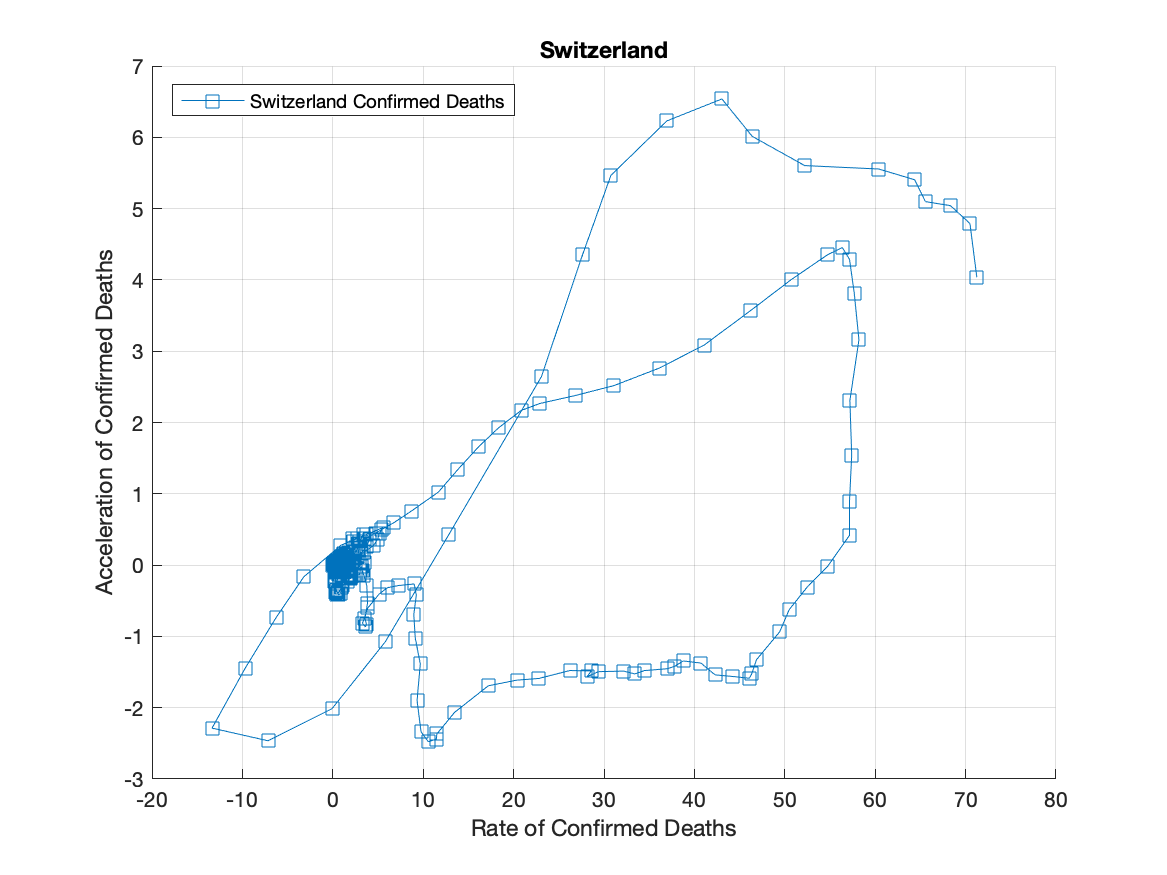 Switzerland
7
Switzerland Confirmed Deaths
6
5
4
3
2
1
0
-1
-2
-3
Acceleration of Confirmed Deaths
-20 -10 0 10 20 30 40 50 60 70 80
Rate of Confirmed Deaths